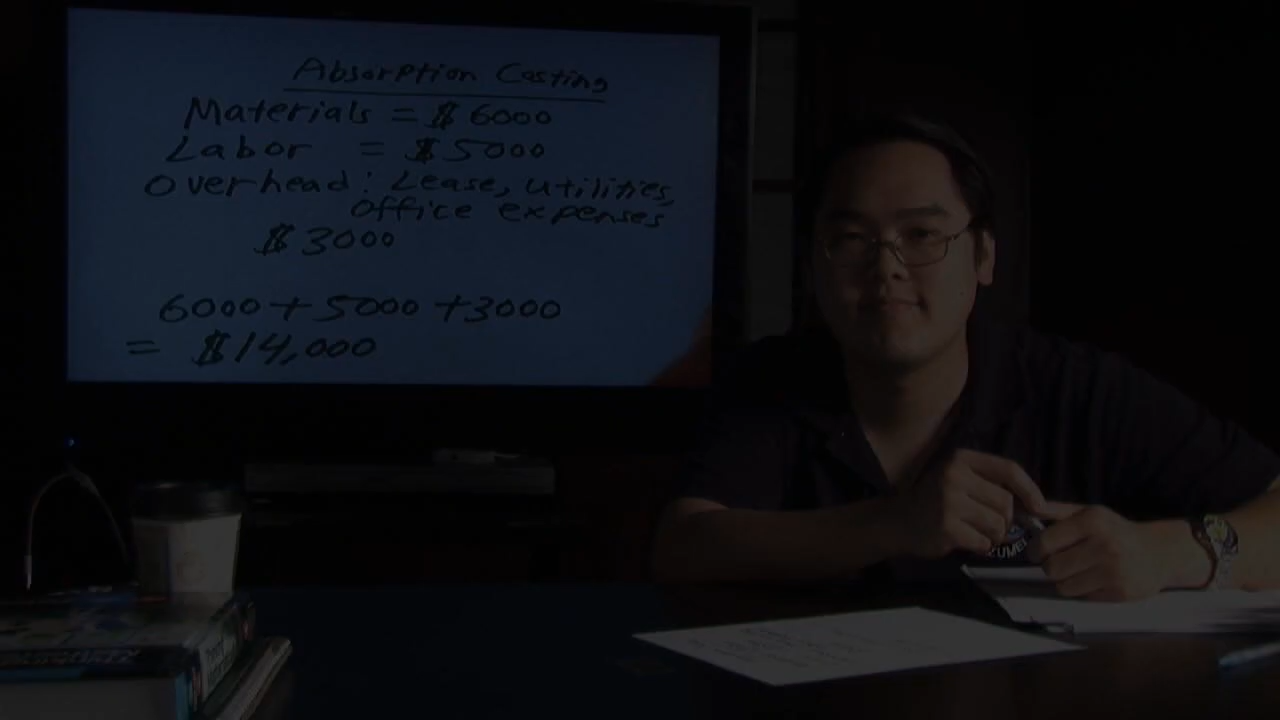 Absorption Costing
Materials = $ 6000
Labor = $ 5000
Overhead: Lease, utilities,
office expenses
$ 3000
6000 + 5000 + 3000
= $14,000